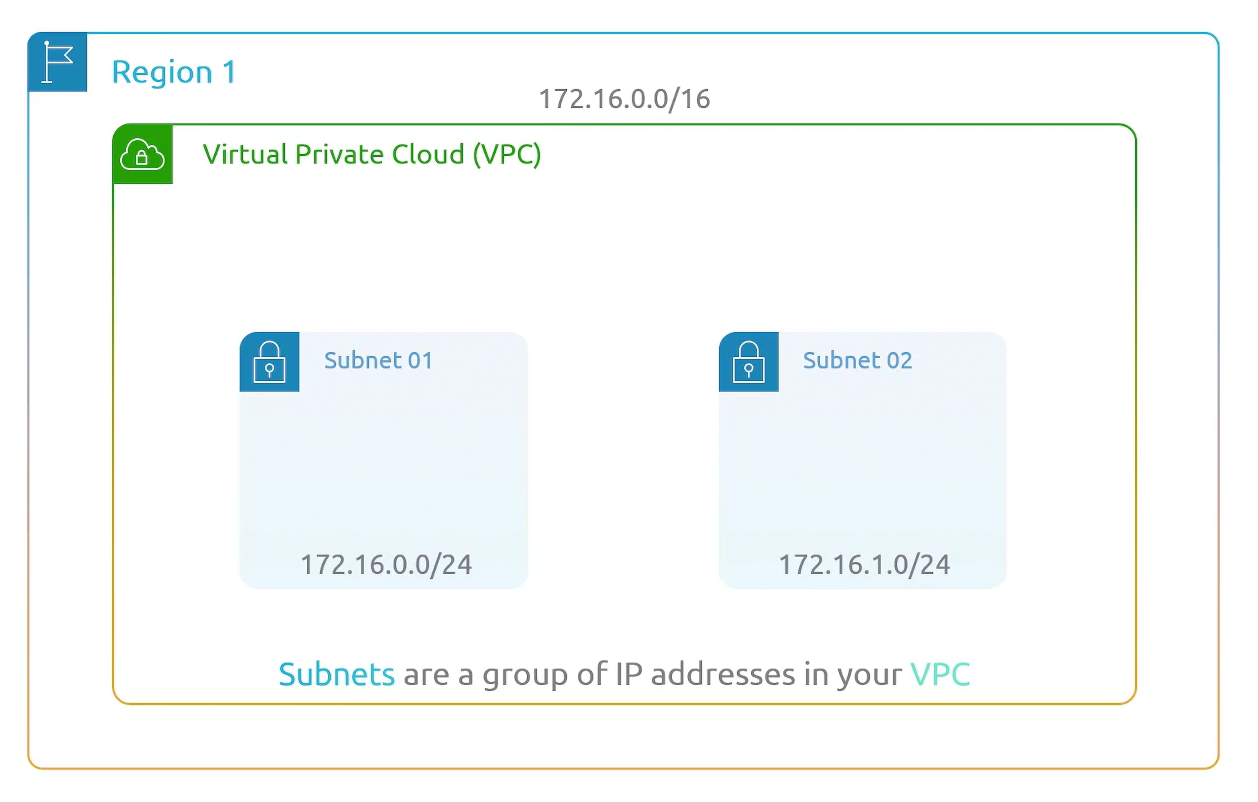 Region 1
172.16.0.0/16
Virtual Private Cloud (VPC)
Subnet 01
Subnet 02
172.16.0.0/24
172.16.1.0/24
Subnets are a group of IP addresses in your VPC